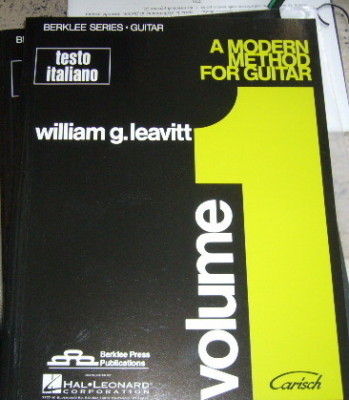 BERKLEE SERIES • GUITAR
testo
italiano
A MODERN
METHOD
FOR GUITAR
william g. leavitt
1
volume
Berklee Press
Publications
HAL•LEONARD
CORPORATION
Carisch